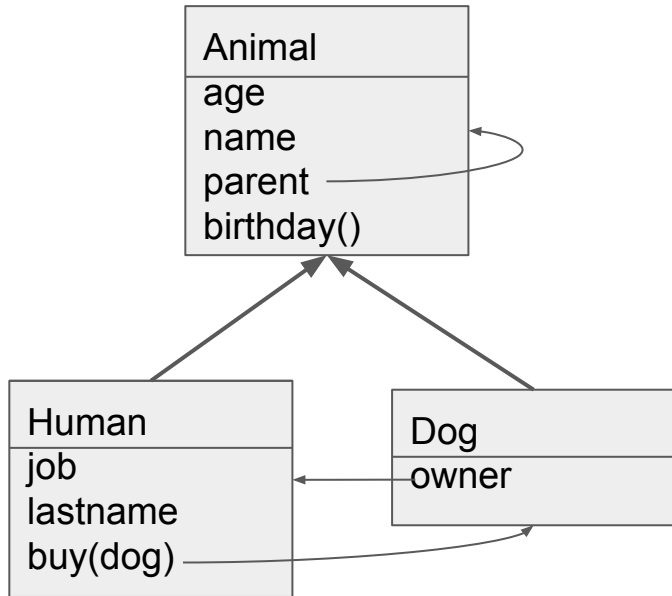 Animal
age
name
parent
birthday()
Human
job
lastname
buy(dog)
Dog
owner